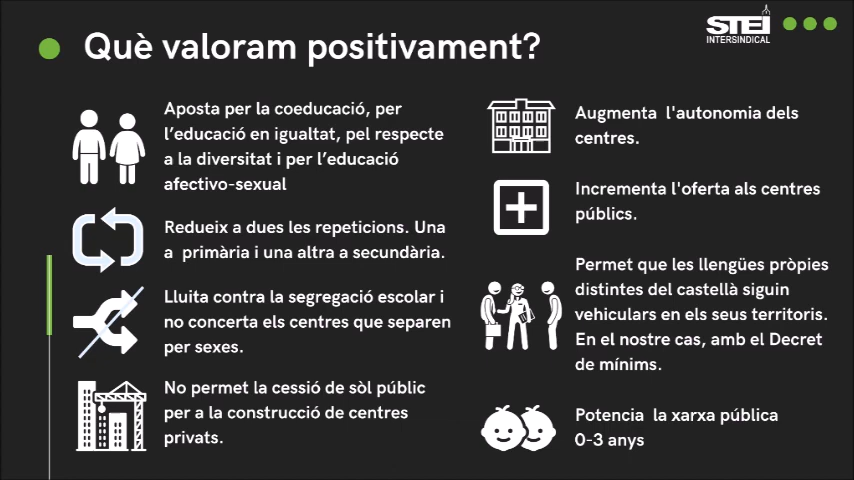 Què valoram positivament?
STEI
INTERSINDICAL
Aposta per la coeducació, per
l’educació en igualtat, pel respecte
a la diversitat i per l’educació
afectivo-sexual
Redueix a dues les repeticions. Una
a primària i una altra a secundària.
Lluita contra la segregació escolar i
no concerta els centres que separen
per sexes.
No permet la cessió de sòl públic
per a la construcció de centres
privats.
Augmenta l'autonomia dels
centres.
Incrementa l'oferta als centres
públics.
Permet que les llengües pròpies
distintes del castellà siguin
vehiculars en els seus territoris.
En el nostre cas, amb el Decret
de mínims.
Potencia la xarxa pública
0-3 anys